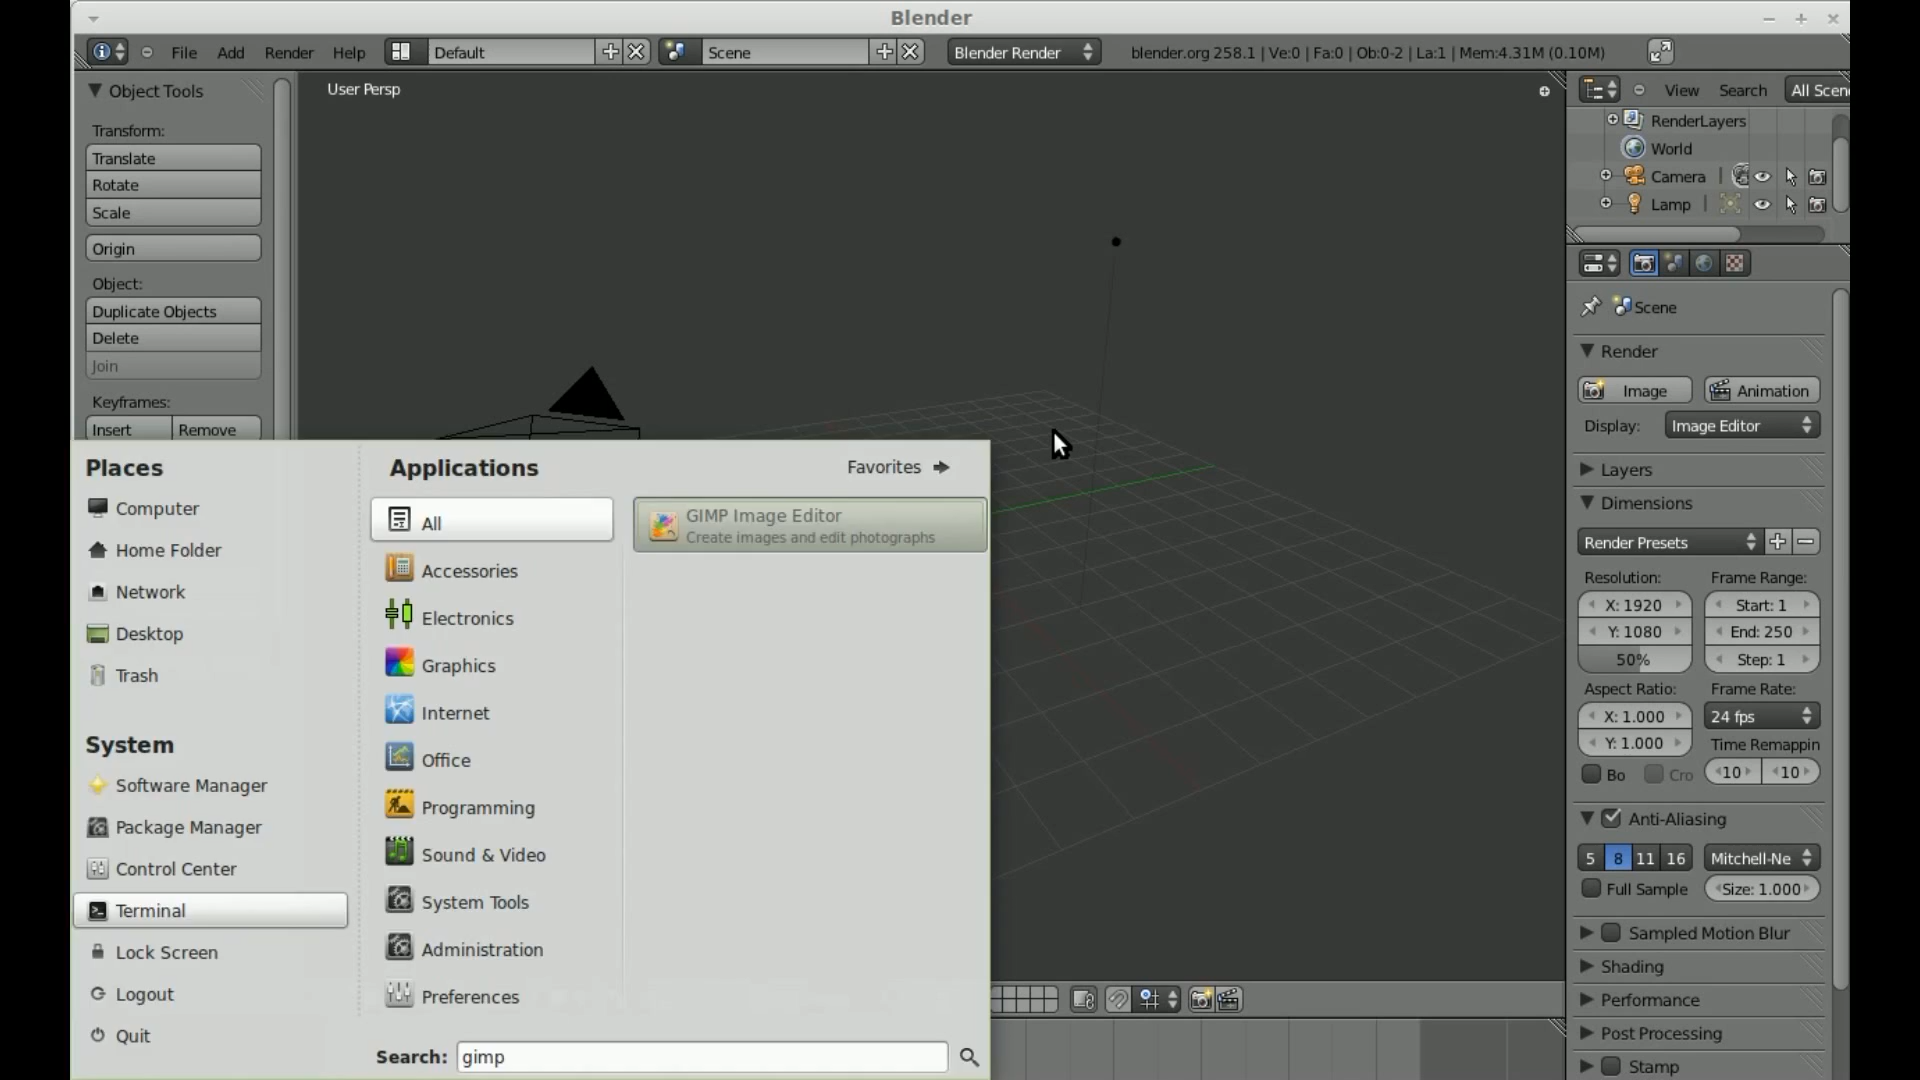 Blender
File Add Render Help Default Scene Blender Render blender.org 258.1 | Ve:0 | Fa:0 | Ob:0-2 | La:1 | Mem:4.31M (0.10M)
Object Tools
Transform:
Translate
Rotate
Scale
Origin
Object:
Duplicate Objects
Delete
Join
Keyframes:
Insert Remove
User Persp
View Search All Scen
RenderLayers
World
Camera
Lamp
Scene
Render
Image Animation
Display: Image Editor
Layers
Dimensions
Render Presets
Resolution: Frame Range:
X: 1920 Start: 1
Y: 1080 End: 250
50% Step: 1
Aspect Ratio: Frame Rate:
X: 1.000 24 fps
Y: 1.000 Time Remappin
Bo Cro 10 10
Anti-Aliasing
5 8 11 16 Mitchell-Ne
Full Sample Size: 1.000
Sampled Motion Blur
Shading
Performance
Post Processing
Stamp
Places
Computer
Home Folder
Network
Desktop
Trash
System
Software Manager
Package Manager
Control Center
Terminal
Lock Screen
Logout
Quit
Applications Favorites
All
Accessories
Electronics
Graphics
Internet
Office
Programming
Sound & Video
System Tools
Administration
Preferences
GIMP Image Editor
Create images and edit photographs
Search: gimp